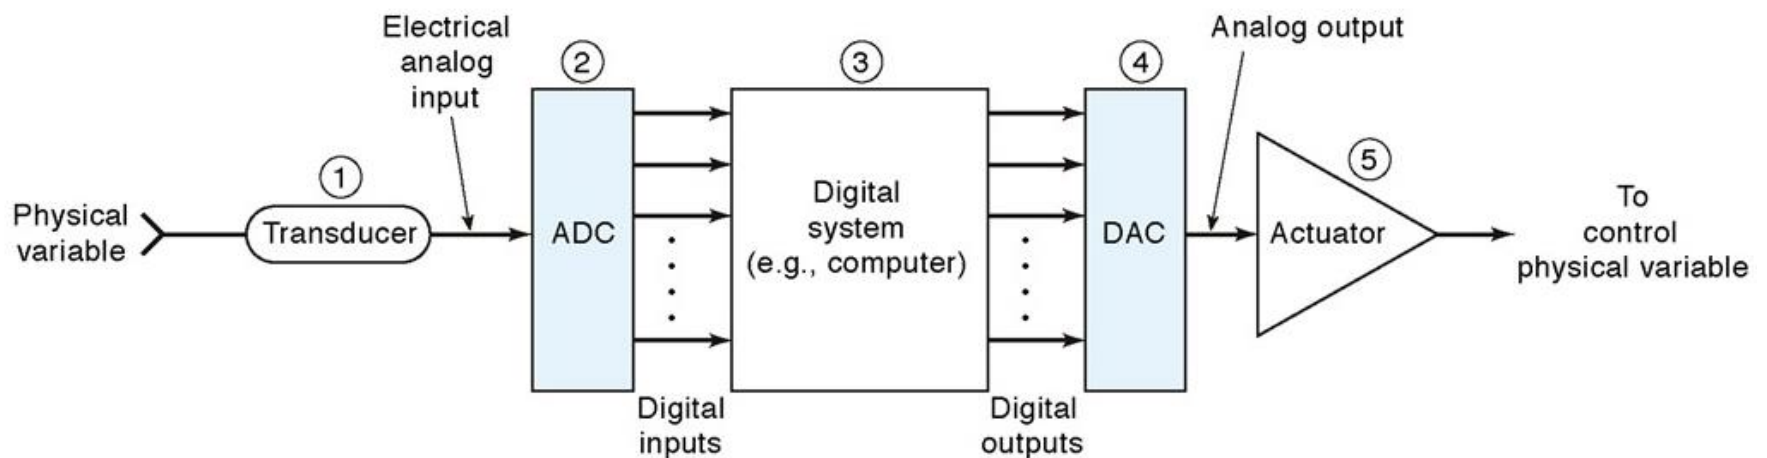 Physical
variable
1
Transducer
Electrical
analog
input
2
ADC
Digital
inputs
3
Digital
system
(e.g., computer)
Digital
outputs
4
DAC
Analog output
5
Actuator
To
control
physical variable